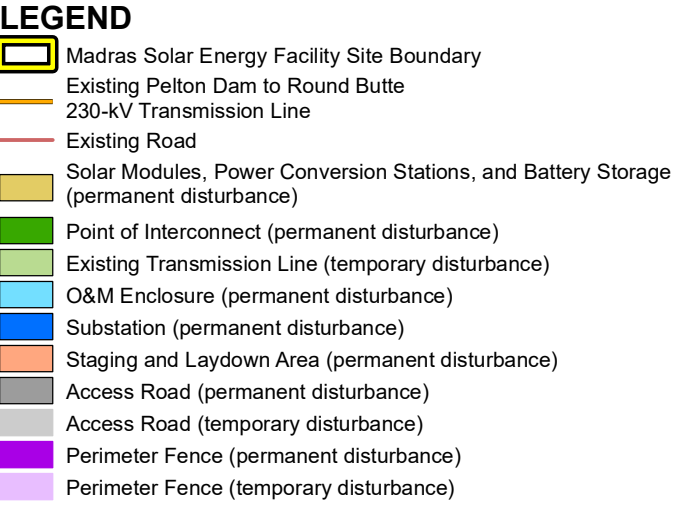 LEGEND
Madras Solar Energy Facility Site Boundary
Existing Pelton Dam to Round Butte
230-kV Transmission Line
Existing Road
Solar Modules, Power Conversion Stations, and Battery Storage
(permanent disturbance)
Point of Interconnect (permanent disturbance)
Existing Transmission Line (temporary disturbance)
O&M Enclosure (permanent disturbance)
Substation (permanent disturbance)
Staging and Laydown Area (permanent disturbance)
Access Road (permanent disturbance)
Access Road (temporary disturbance)
Perimeter Fence (permanent disturbance)
Perimeter Fence (temporary disturbance)